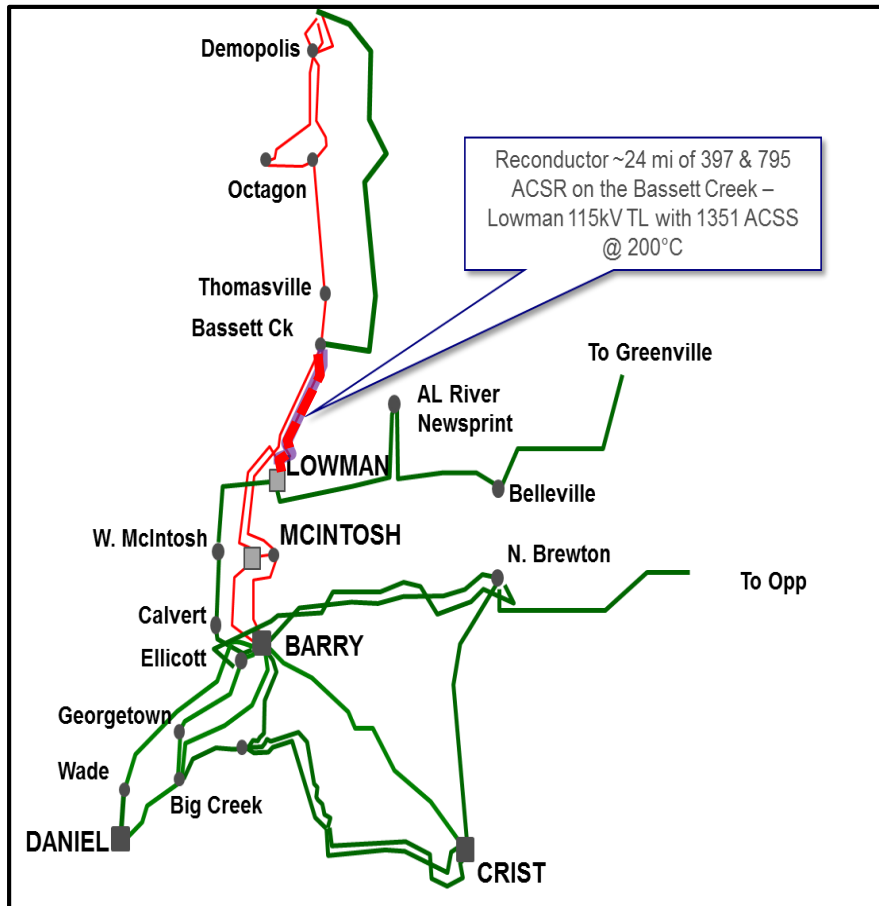 Demopolis
Octagon
Reconductor ~24 mi of 397 & 795
ACSR on the Bassett Creek –
Lowman 115kV TL with 1351 ACSS
@ 200°C
Thomasville
Bassett Ck
To Greenville
AL River
Newsprint
LOWMAN
Belleville
W. McIntosh
MCINTOSH
N. Brewton
To Opp
Calvert
BARRY
Ellicott
Georgetown
Wade
Big Creek
DANIEL
CRIST